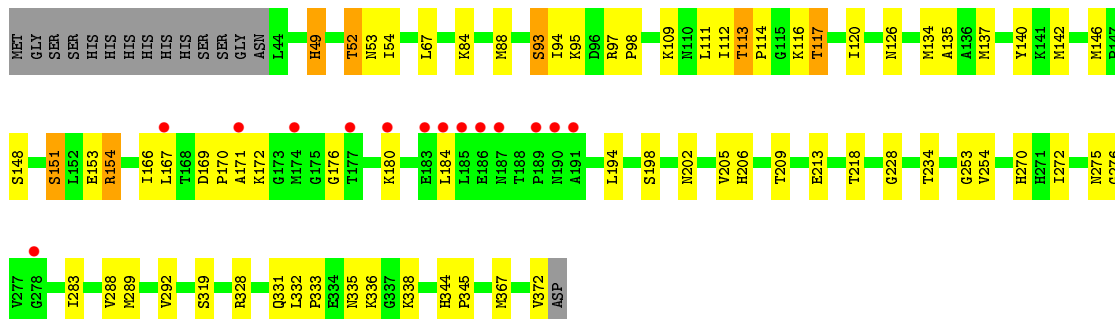 MET GLY SER SER HIS HIS HIS HIS HIS HIS SER SER GLY ASN L44 H49 T52 N53 I54 L67 K84 M88 S93 I94 K95 D96 R97 P98 K109 N110 L111 I112 T113 P114 G115 K116 T117 I120 N126 M134 A135 A136 M137 Y140 K141 M142 M146
S148 S151 L152 E153 R154 I166 L167 T168 D169 P170 A171 K172 G173 M174 G175 G176 T177 K180 E183 L184 L185 E186 N187 T188 P189 N190 A191 L194 S198 N202 V205 H206 T209 E213 T218 G228 T234 G253 V254 H270 H271 I272 N275
V277 G278 I283 V288 M289 V292 S319 R328 Q331 L332 P333 E334 N335 K336 G337 K338 H344 P345 M367 V372 ASP